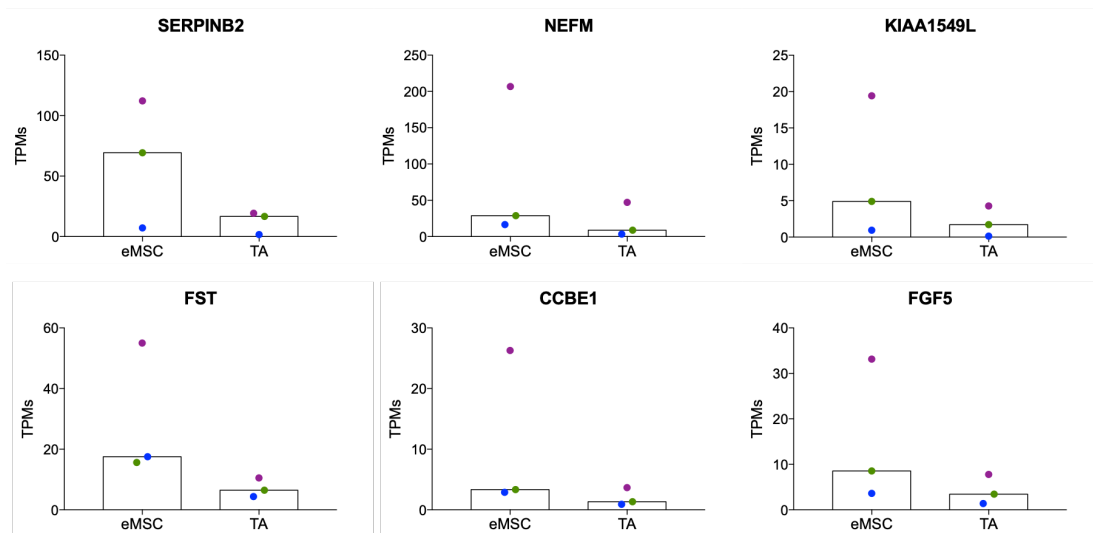 SERPINB2
150
100
50
0
TPMs
eMSC
TA
NEFM
250
200
150
100
50
0
TPMs
eMSC
TA
KIAA1549L
25
20
15
10
5
0
TPMs
eMSC
TA
FST
60
40
20
0
TPMs
eMSC
TA
CCBE1
30
20
10
0
TPMs
eMSC
TA
FGF5
40
30
20
10
0
TPMs
eMSC
TA